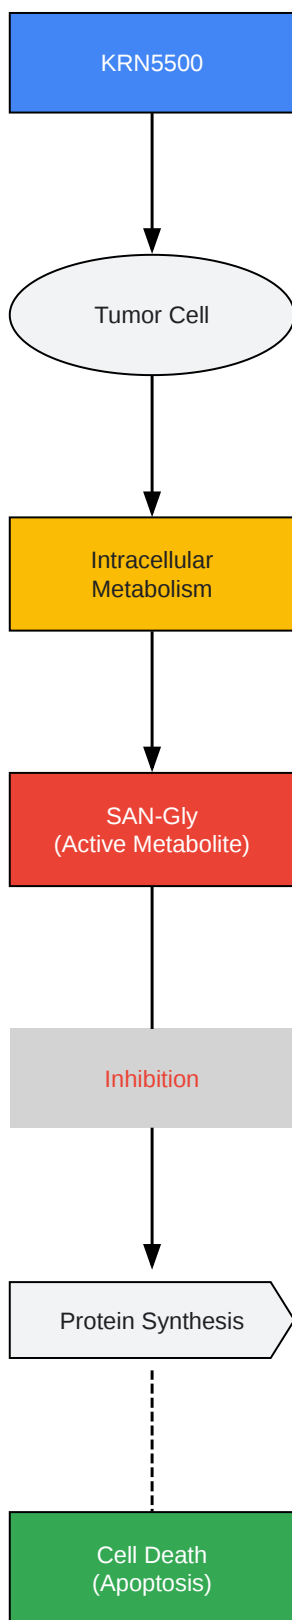 KRN5500
Tumor Cell
Intracellular
Metabolism
SAN-Gly
(Active Metabolite)
Inhibition
Protein Synthesis
Cell Death
(Apoptosis)